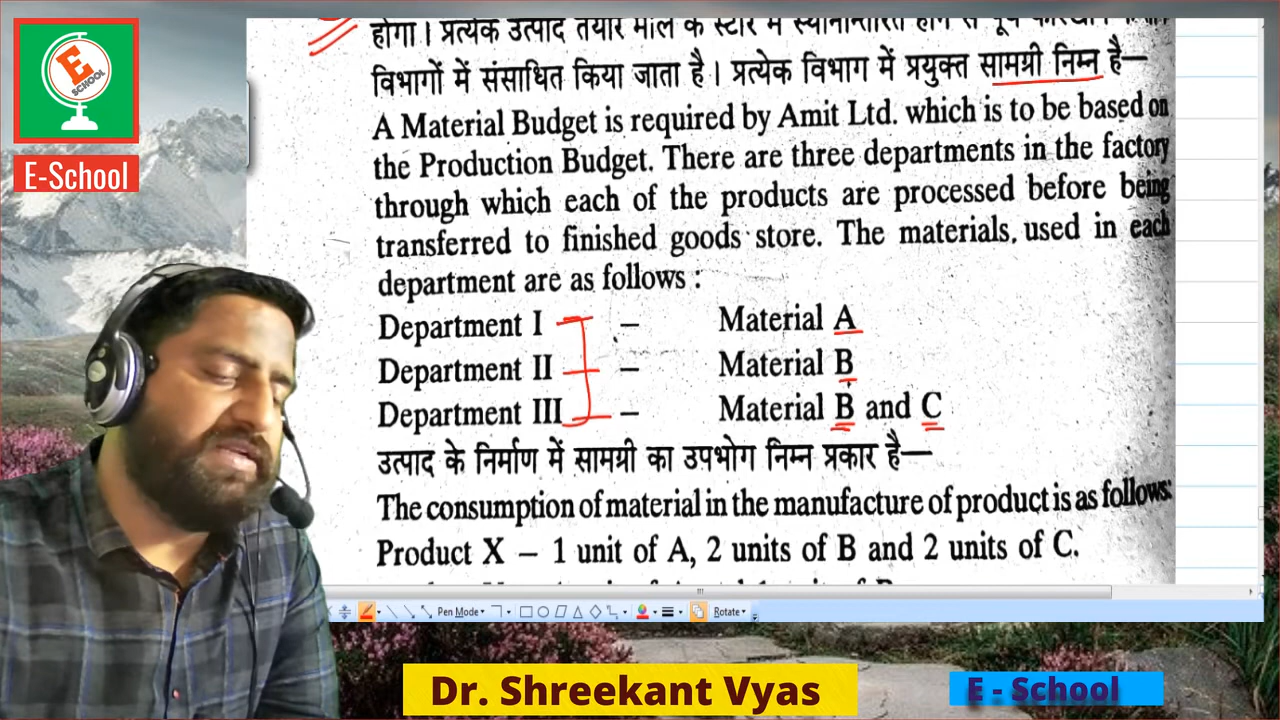 होगा। प्रत्येक उत्पाद तैयार माल के स्टोर में स्थानान्तरित होने से पूर्व
विभागों में संसाधित किया जाता है। प्रत्येक विभाग में प्रयुक्त सामग्री निम्न है—
A Material Budget is required by Amit Ltd. which is to be based on
the Production Budget. There are three departments in the factory
through which each of the products are processed before being
transferred to finished goods store. The materials used in each
department are as follows :
Department I – Material A
Department II – Material B
Department III – Material B and C
उत्पाद के निर्माण में सामग्री का उपभोग निम्न प्रकार है—
The consumption of material in the manufacture of product is as follows:
Product X – 1 unit of A, 2 units of B and 2 units of C.
E
SCHOOL
E-School
Pen Mode
Rotate
Dr. Shreekant Vyas
E - School